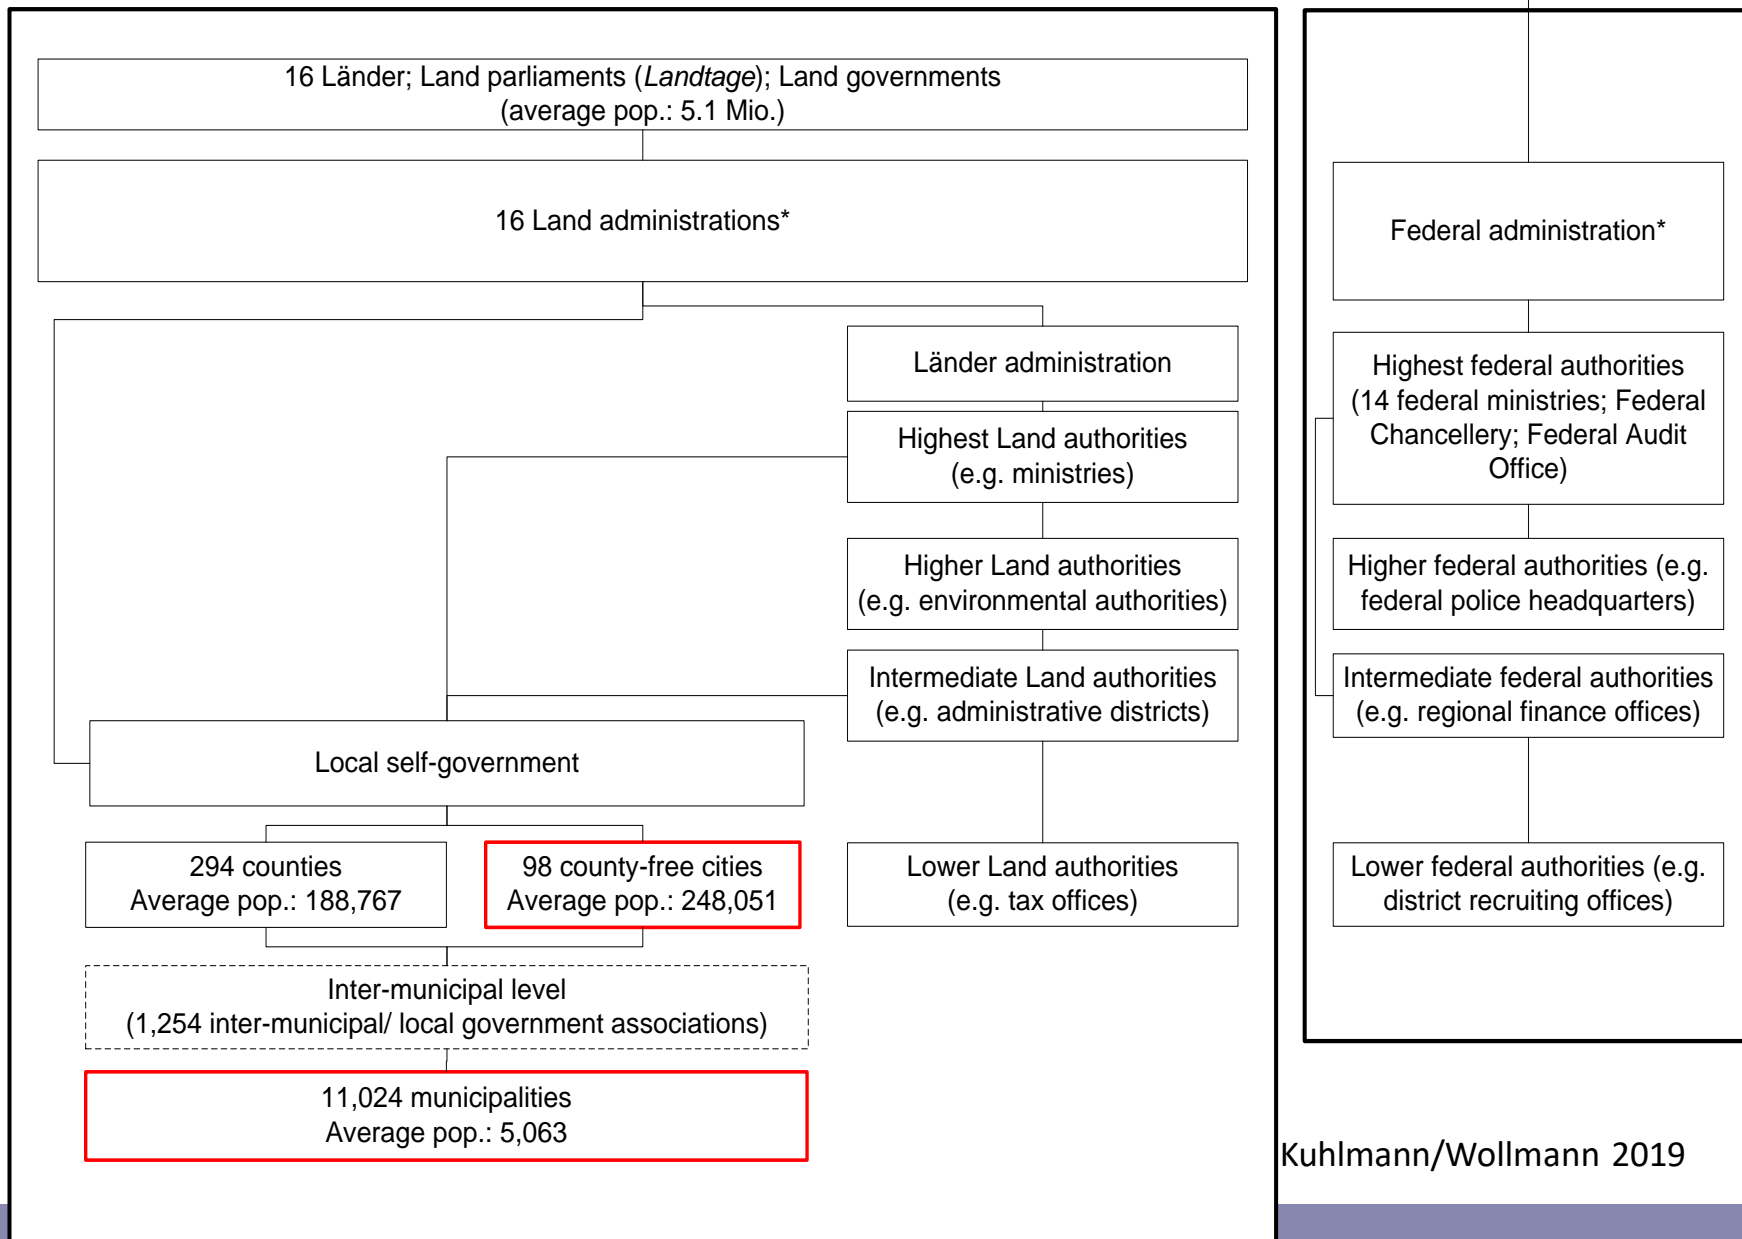 16 Länder; Land parliaments (Landtage); Land governments
(average pop.: 5.1 Mio.)
16 Land administrations*
Länder administration
Highest Land authorities
(e.g. ministries)
Higher Land authorities
(e.g. environmental authorities)
Intermediate Land authorities
(e.g. administrative districts)
Local self-government
294 counties
Average pop.: 188,767
98 county-free cities
Average pop.: 248,051
Lower Land authorities
(e.g. tax offices)
Inter-municipal level
(1,254 inter-municipal/ local government associations)
11,024 municipalities
Average pop.: 5,063
Federal administration*
Highest federal authorities
(14 federal ministries; Federal
Chancellery; Federal Audit
Office)
Higher federal authorities (e.g.
federal police headquarters)
Intermediate federal authorities
(e.g. regional finance offices)
Lower federal authorities (e.g.
district recruiting offices)
Kuhlmann/Wollmann 2019